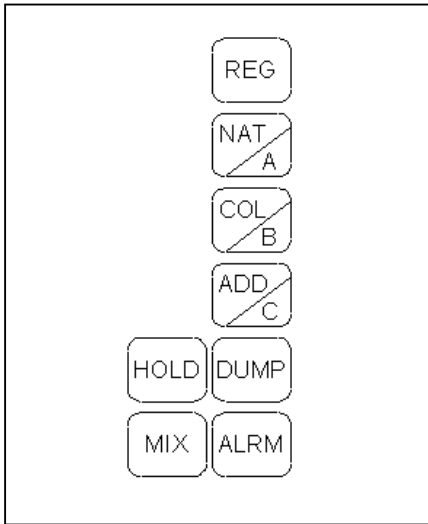 REG
NAT
A
COL
B
ADD
C
HOLD DUMP
MIX ALRM